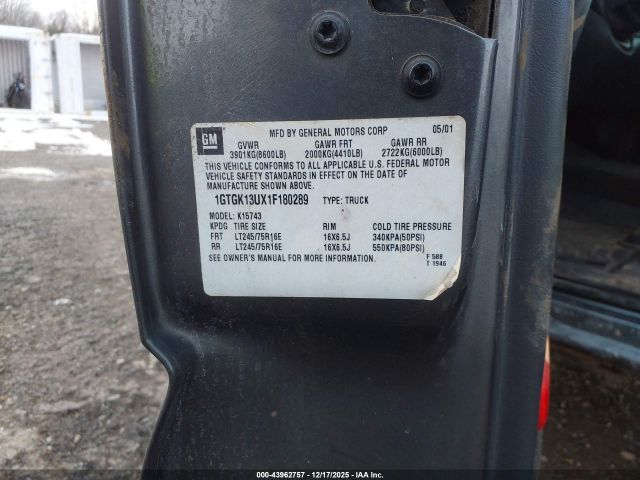 GM
MFD BY GENERAL MOTORS CORP 05/01
GVWR GAWR FRT GAWR RR
3901KG(8600LB) 2000KG(4410LB) 2722KG(6000LB)
THIS VEHICLE CONFORMS TO ALL APPLICABLE U.S. FEDERAL MOTOR
VEHICLE SAFETY STANDARDS IN EFFECT ON THE DATE OF
MANUFACTURE SHOWN ABOVE.
1GTGK13UX1F180289 TYPE: TRUCK
MODEL: K15743
KPDG TIRE SIZE RIM COLD TIRE PRESSURE
FRT LT245/75R16E 16X6.5J 340KPA(50PSI)
RR LT245/75R16E 16X6.5J 550KPA(80PSI)
SEE OWNER'S MANUAL FOR MORE INFORMATION. F 588
T 1946
000-43962757 - 12/17/2025 - COPART